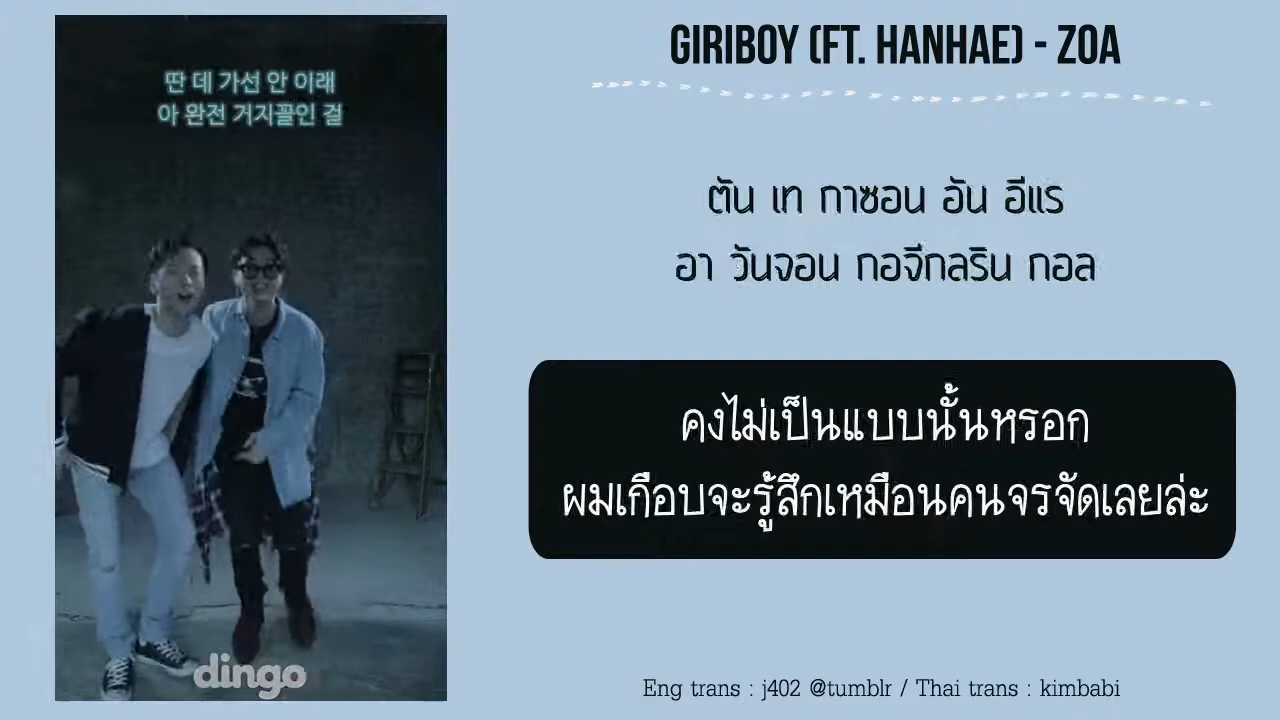 딴 데 가선 안 이래
아 완전 거지꼴인 걸
dingo
GIRIBOY (FT. HANHAE) - ZOA
ตัน เท กาซอน อัน อีแร
อา วันจอน กอจีกลริน กอล
คงไม่เป็นแบบนั้นหรอก
ผมเกือบจะรู้สึกเหมือนคนจรจัดเลยล่ะ
Eng trans : j402 @tumblr / Thai trans : kimbabi